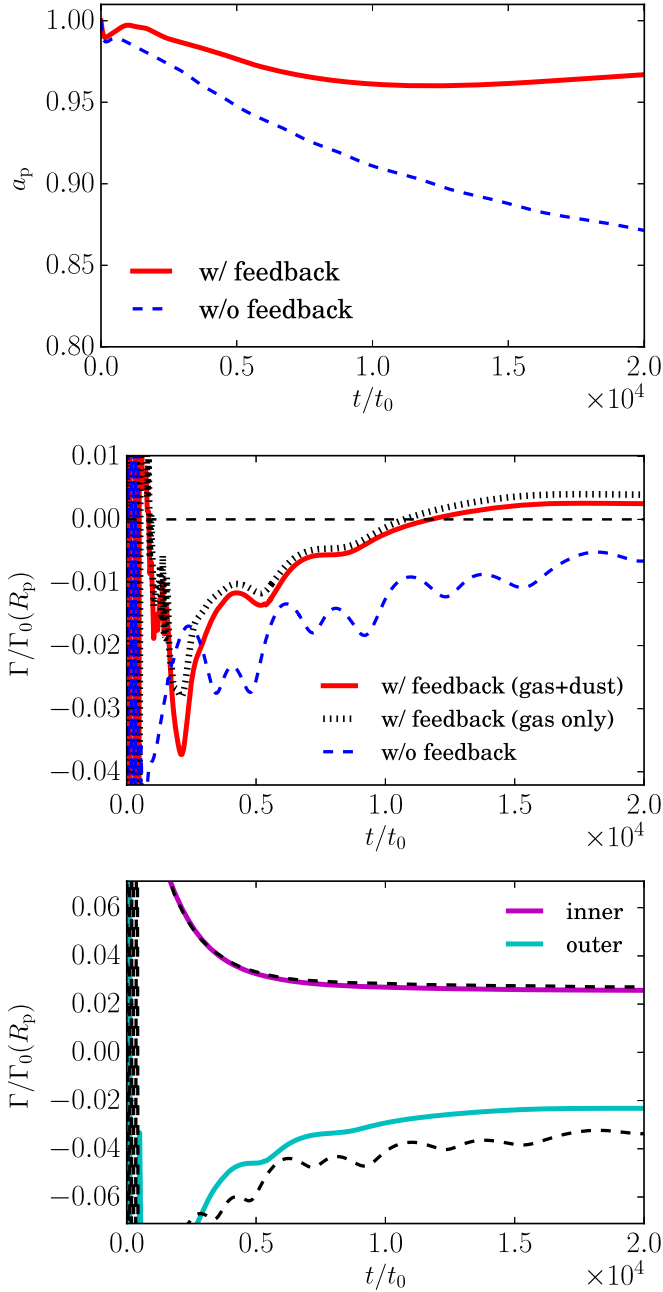 1.00
0.95
0.90
0.85
0.80
a_p
w/ feedback
w/o feedback
0.0 0.5 1.0 1.5 2.0
t/t_0 ×10^4
0.01
0.00
−0.01
−0.02
−0.03
−0.04
Γ/Γ_0(R_p)
w/ feedback (gas+dust)
w/ feedback (gas only)
w/o feedback
0.0 0.5 1.0 1.5 2.0
t/t_0 ×10^4
0.06
0.04
0.02
0.00
−0.02
−0.04
−0.06
Γ/Γ_0(R_p)
inner
outer
0.0 0.5 1.0 1.5 2.0
t/t_0 ×10^4